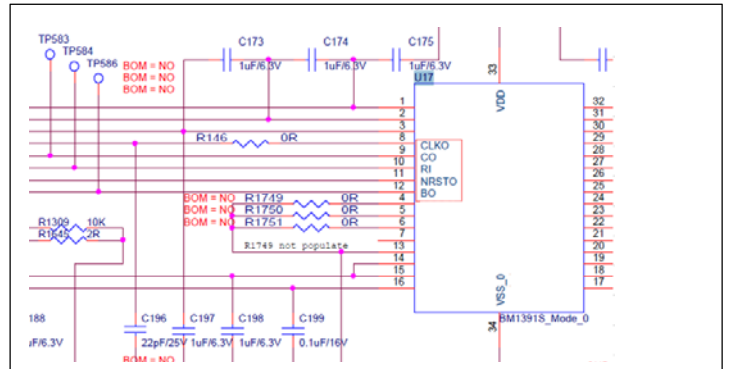 TP583
TP584
TP586
BOM = NO
BOM = NO
BOM = NO
C173
1uF/6.3V
C174
1uF/6.3V
C175
1uF/6.3V
U17
33
VDD
1
2
3
8
9
10
11
12
4
5
6
7
13
14
15
16
R146 0R
CLKO
CO
RI
NRSTO
BO
32
31
30
29
28
27
26
25
24
23
22
21
20
19
18
17
BOM = NO R1749 0R
BOM = NO R1750 0R
BOM = NO R1751 0R
R1749 not populate
R1309 10K
R1545 2R
VSS_0
BM1391S_Mode_0
34
188
uF/6.3V
C196
22pF/25V
BOM = NO
C197
1uF/6.3V
C198
1uF/6.3V
C199
0.1uF/16V